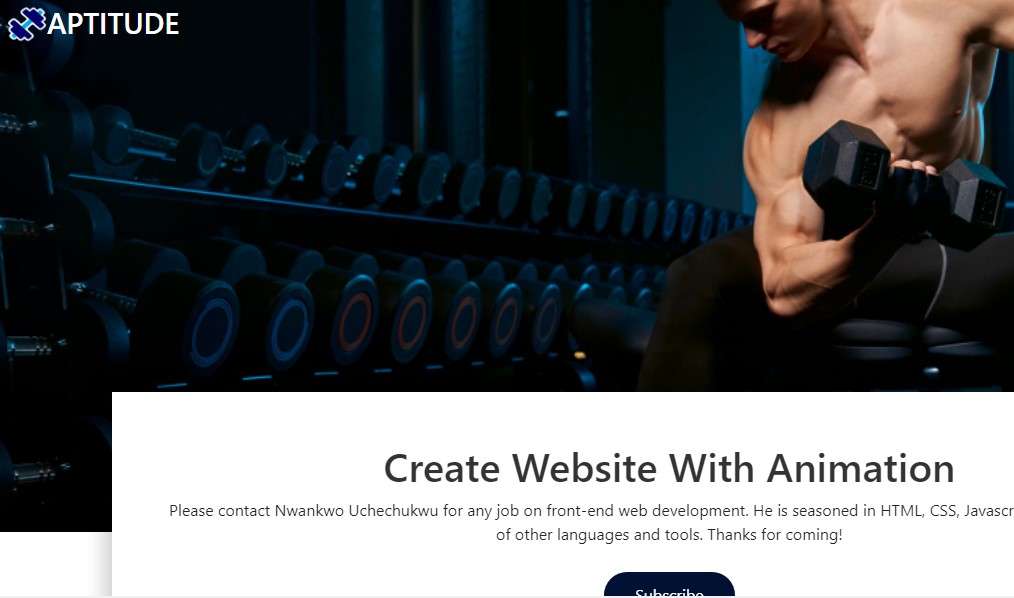 APTITUDE
Create Website With Animation
Please contact Nwankwo Uchechukwu for any job on front-end web development. He is seasoned in HTML, CSS, Javascr
of other languages and tools. Thanks for coming!
Subscribe